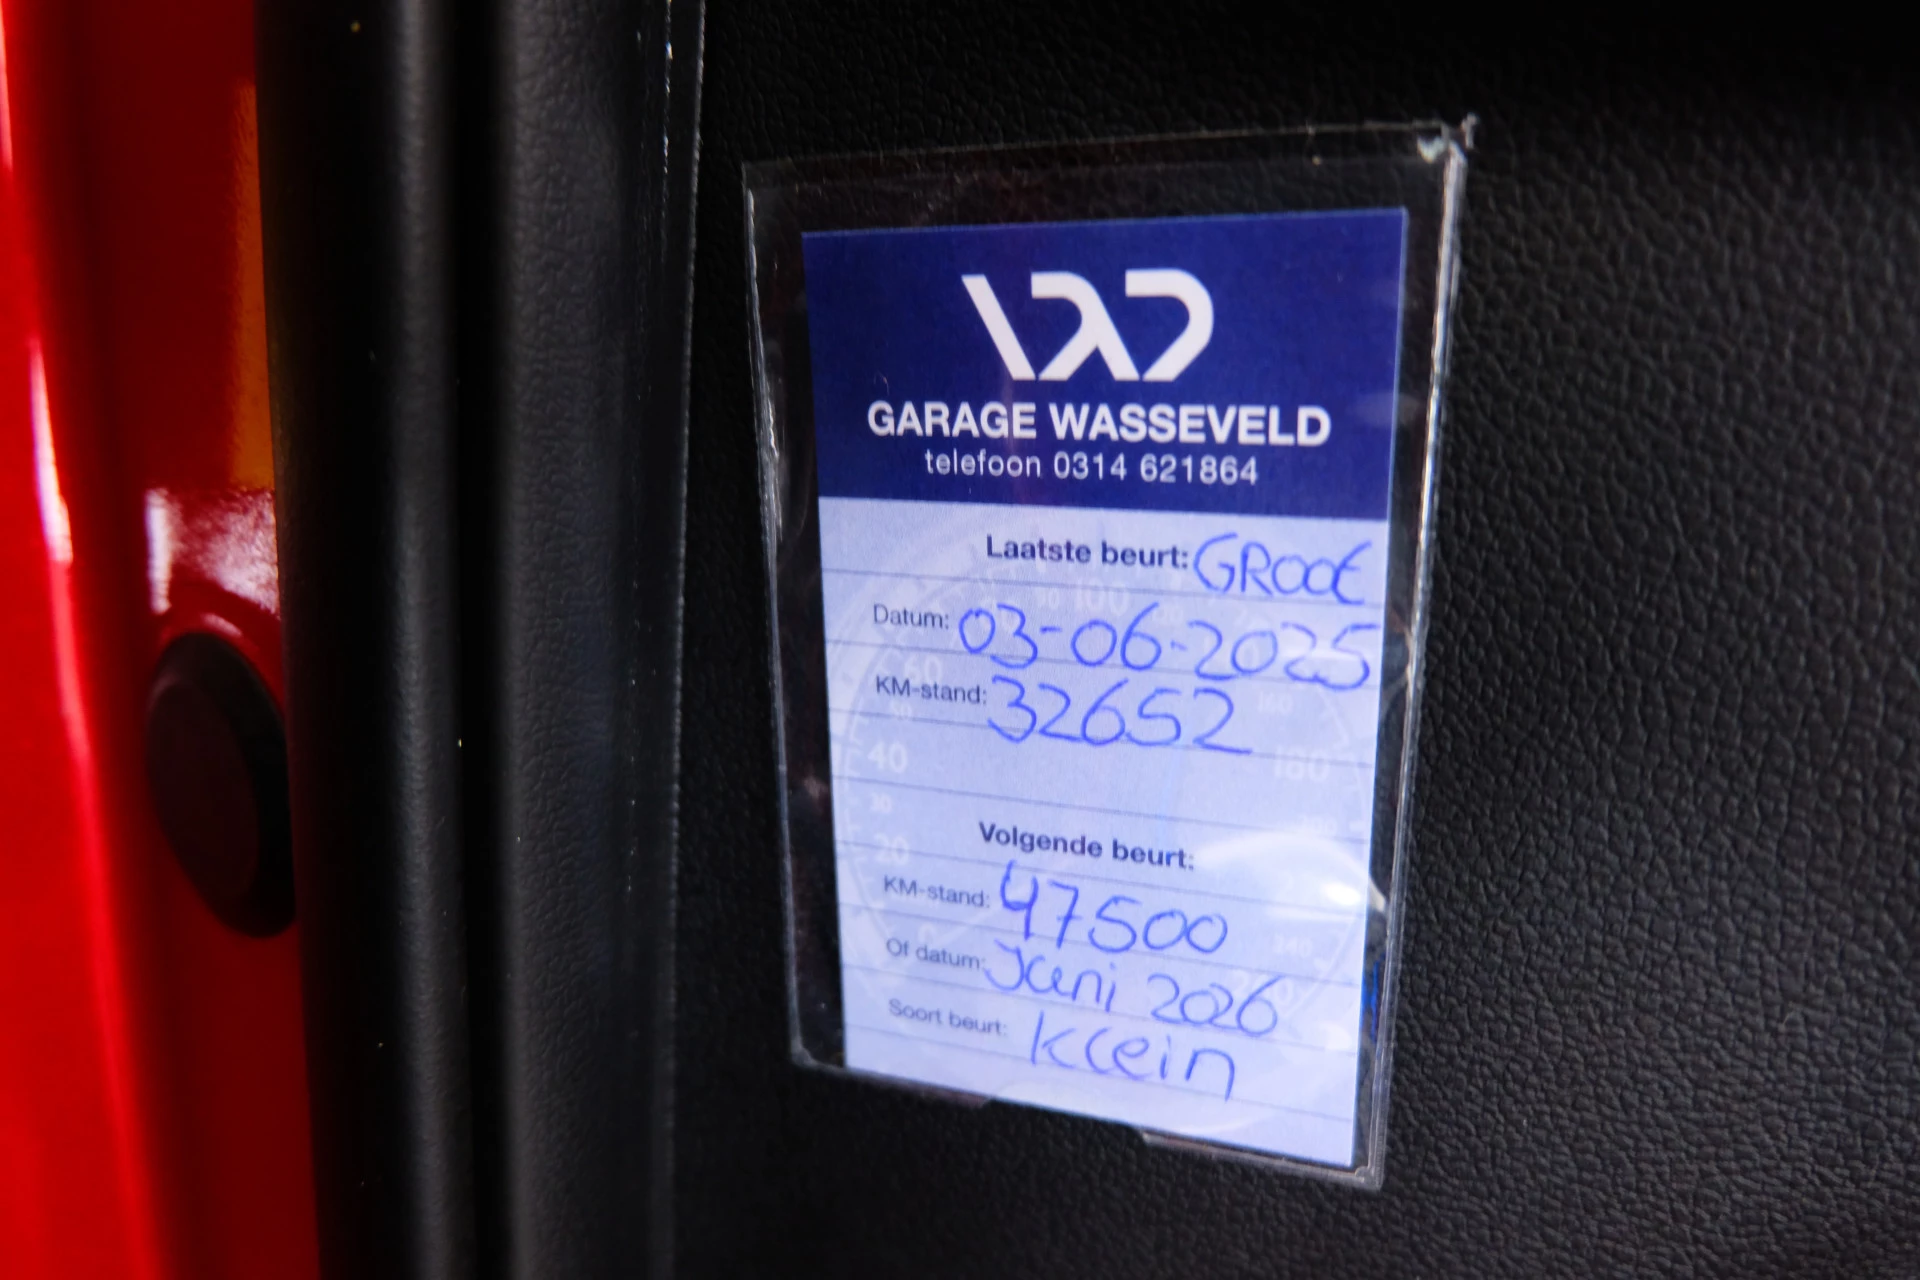 GARAGE WASSEVELD
telefoon 0314 621864
Laatste beurt: GROOt
Datum: 03-06-2025
KM-stand: 32652
Volgende beurt:
KM-stand: 47500
Of datum: Juni 2026
Soort beurt: klein